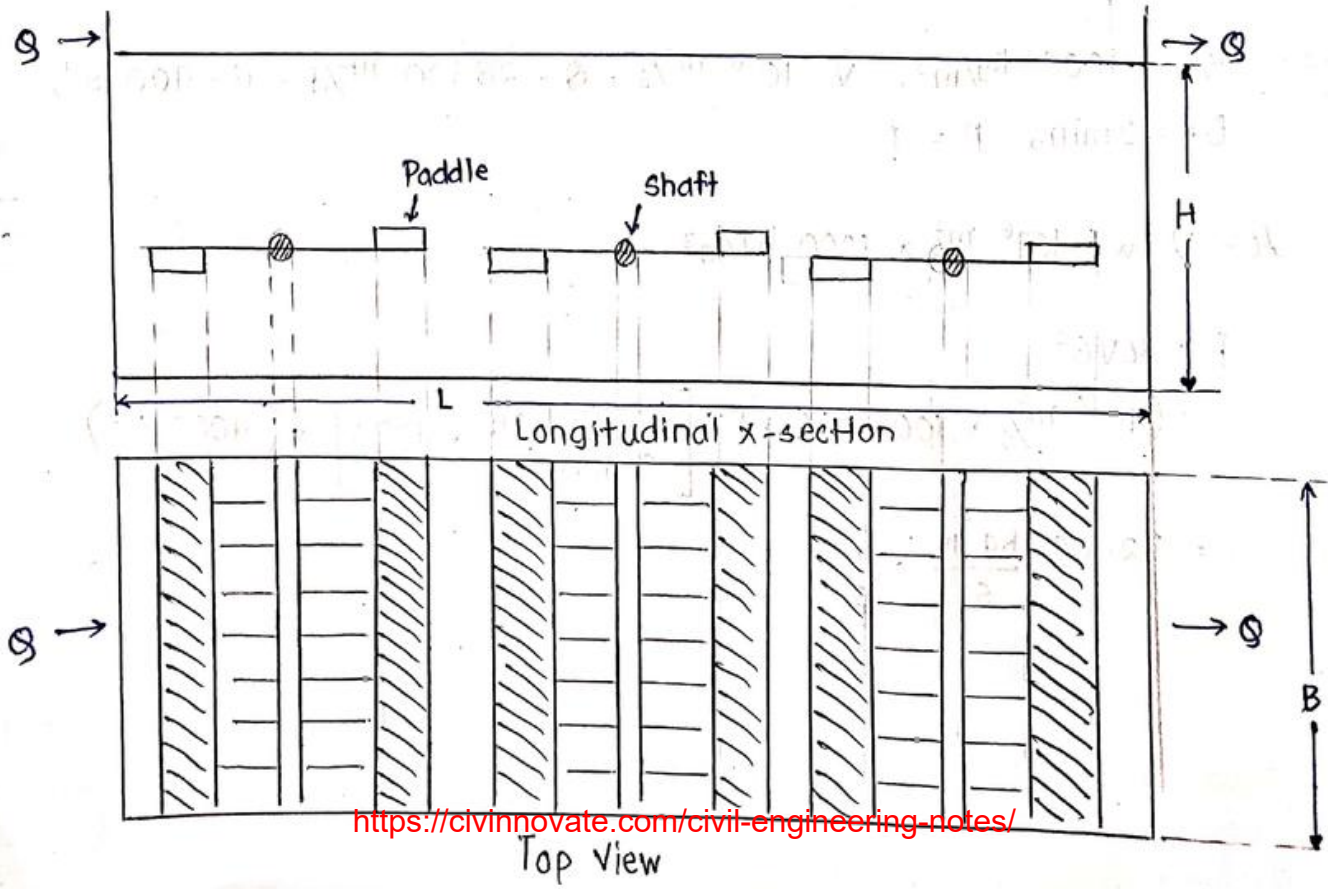 Q → → Q
Paddle
Shaft
H
L
Longitudinal x-section
Q → → Q
B
https://civinnovate.com/civil-engineering-notes/
Top View